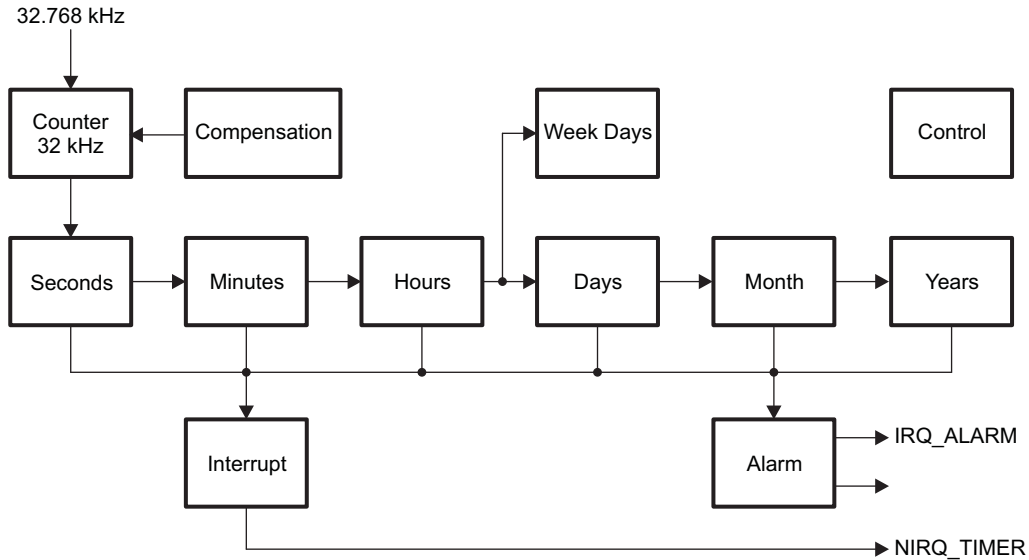 32.768 kHz
Counter
32 kHz
Compensation
Week Days
Control
Seconds
Minutes
Hours
Days
Month
Years
Interrupt
Alarm
IRQ_ALARM
NIRQ_TIMER